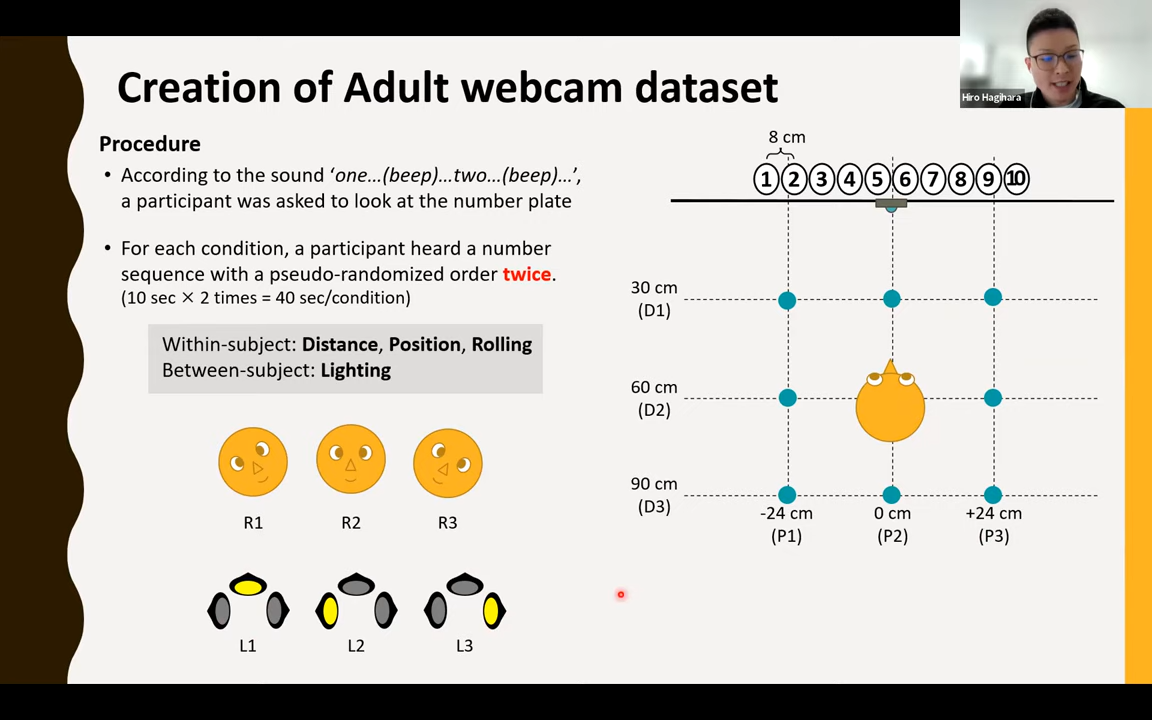 Creation of Adult webcam dataset
Hiro Hagihara
Procedure
• According to the sound ‘one...(beep)...two...(beep)...’,
a participant was asked to look at the number plate
• For each condition, a participant heard a number
sequence with a pseudo-randomized order twice.
(10 sec × 2 times = 40 sec/condition)
Within-subject: Distance, Position, Rolling
Between-subject: Lighting
R1 R2 R3
L1 L2 L3
8 cm
1 2 3 4 5 6 7 8 9 10
30 cm
(D1)
60 cm
(D2)
90 cm
(D3)
-24 cm 0 cm +24 cm
(P1) (P2) (P3)